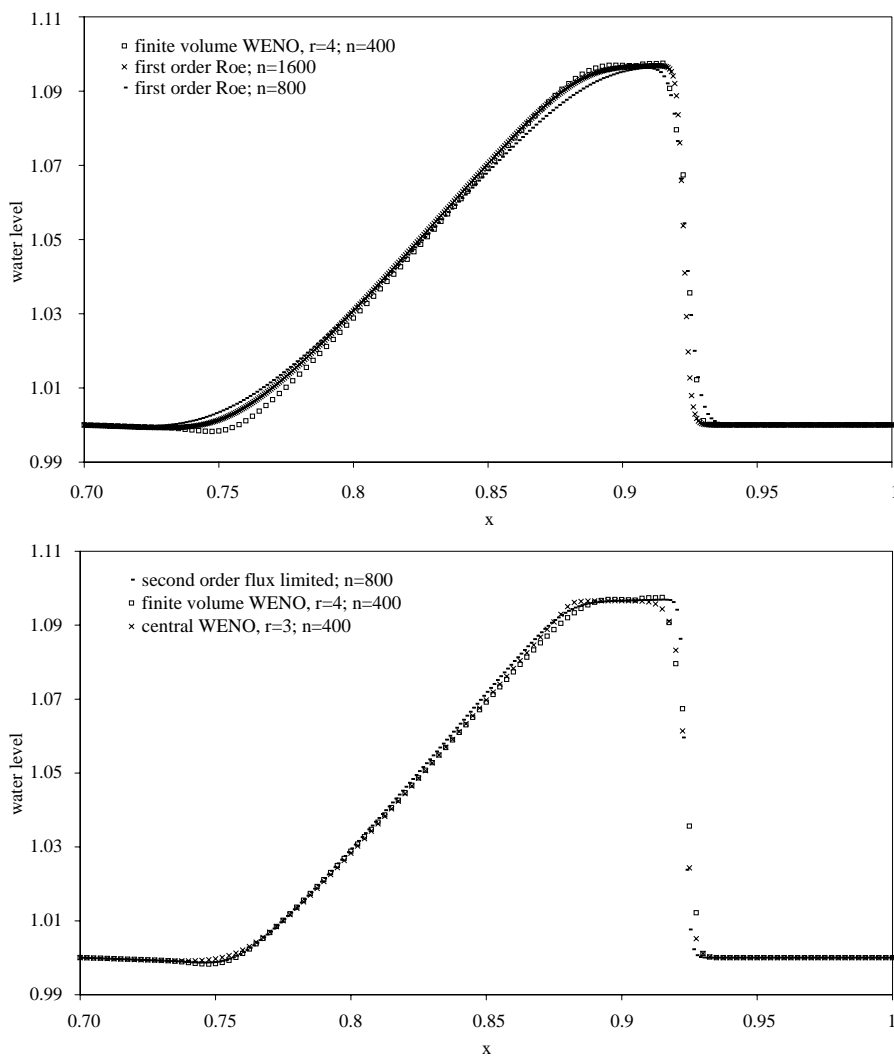 1.11
finite volume WENO, r=4; n=400
first order Roe; n=1600
first order Roe; n=800
1.09
1.07
water level
1.05
1.03
1.01
0.99
0.70 0.75 0.8 0.85 0.9 0.95 1
x
1.11
second order flux limited; n=800
finite volume WENO, r=4; n=400
central WENO, r=3; n=400
1.09
1.07
water level
1.05
1.03
1.01
0.99
0.70 0.75 0.8 0.85 0.9 0.95 1
x